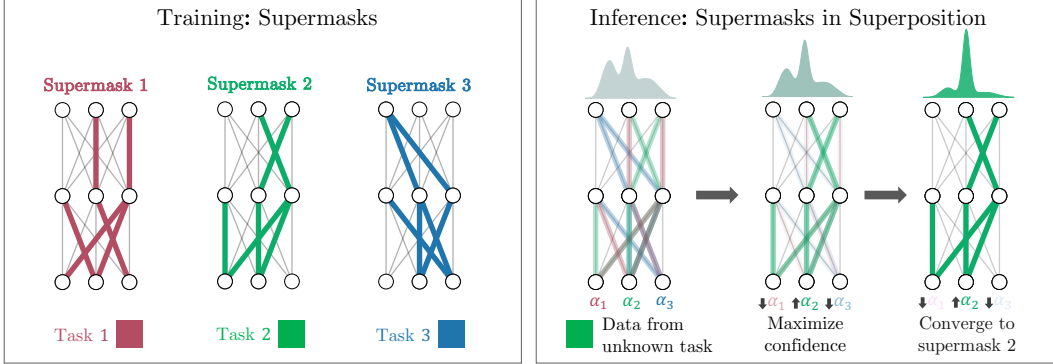 Training: Supermasks
Supermask 1
Supermask 2
Supermask 3
Task 1
Task 2
Task 3
Inference: Supermasks in Superposition
α1 α2 α3
⬇α1 ⬆α2 ⬇α3
⬇α1 ⬆α2 ⬇α3
Data from
unknown task
Maximize
confidence
Converge to
supermask 2